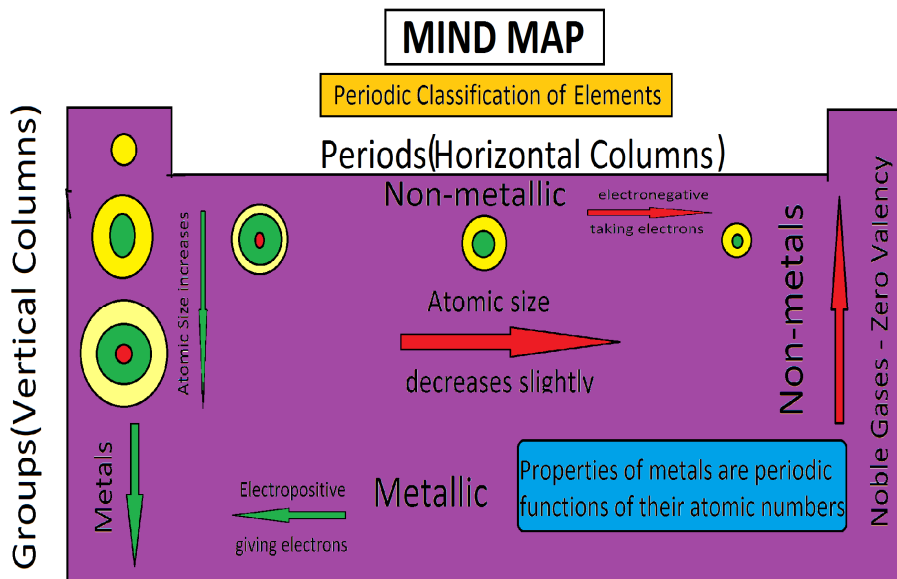 MIND MAP
Periodic Classification of Elements
Periods(Horizontal Columns)
Groups(Vertical Columns)
Non-metallic
electronegative
taking electrons
Atomic Size increases
Atomic size
decreases slightly
Non-metals
Noble Gases - Zero Valency
Metals
Electropositive
giving electrons
Metallic
Properties of metals are periodic
functions of their atomic numbers